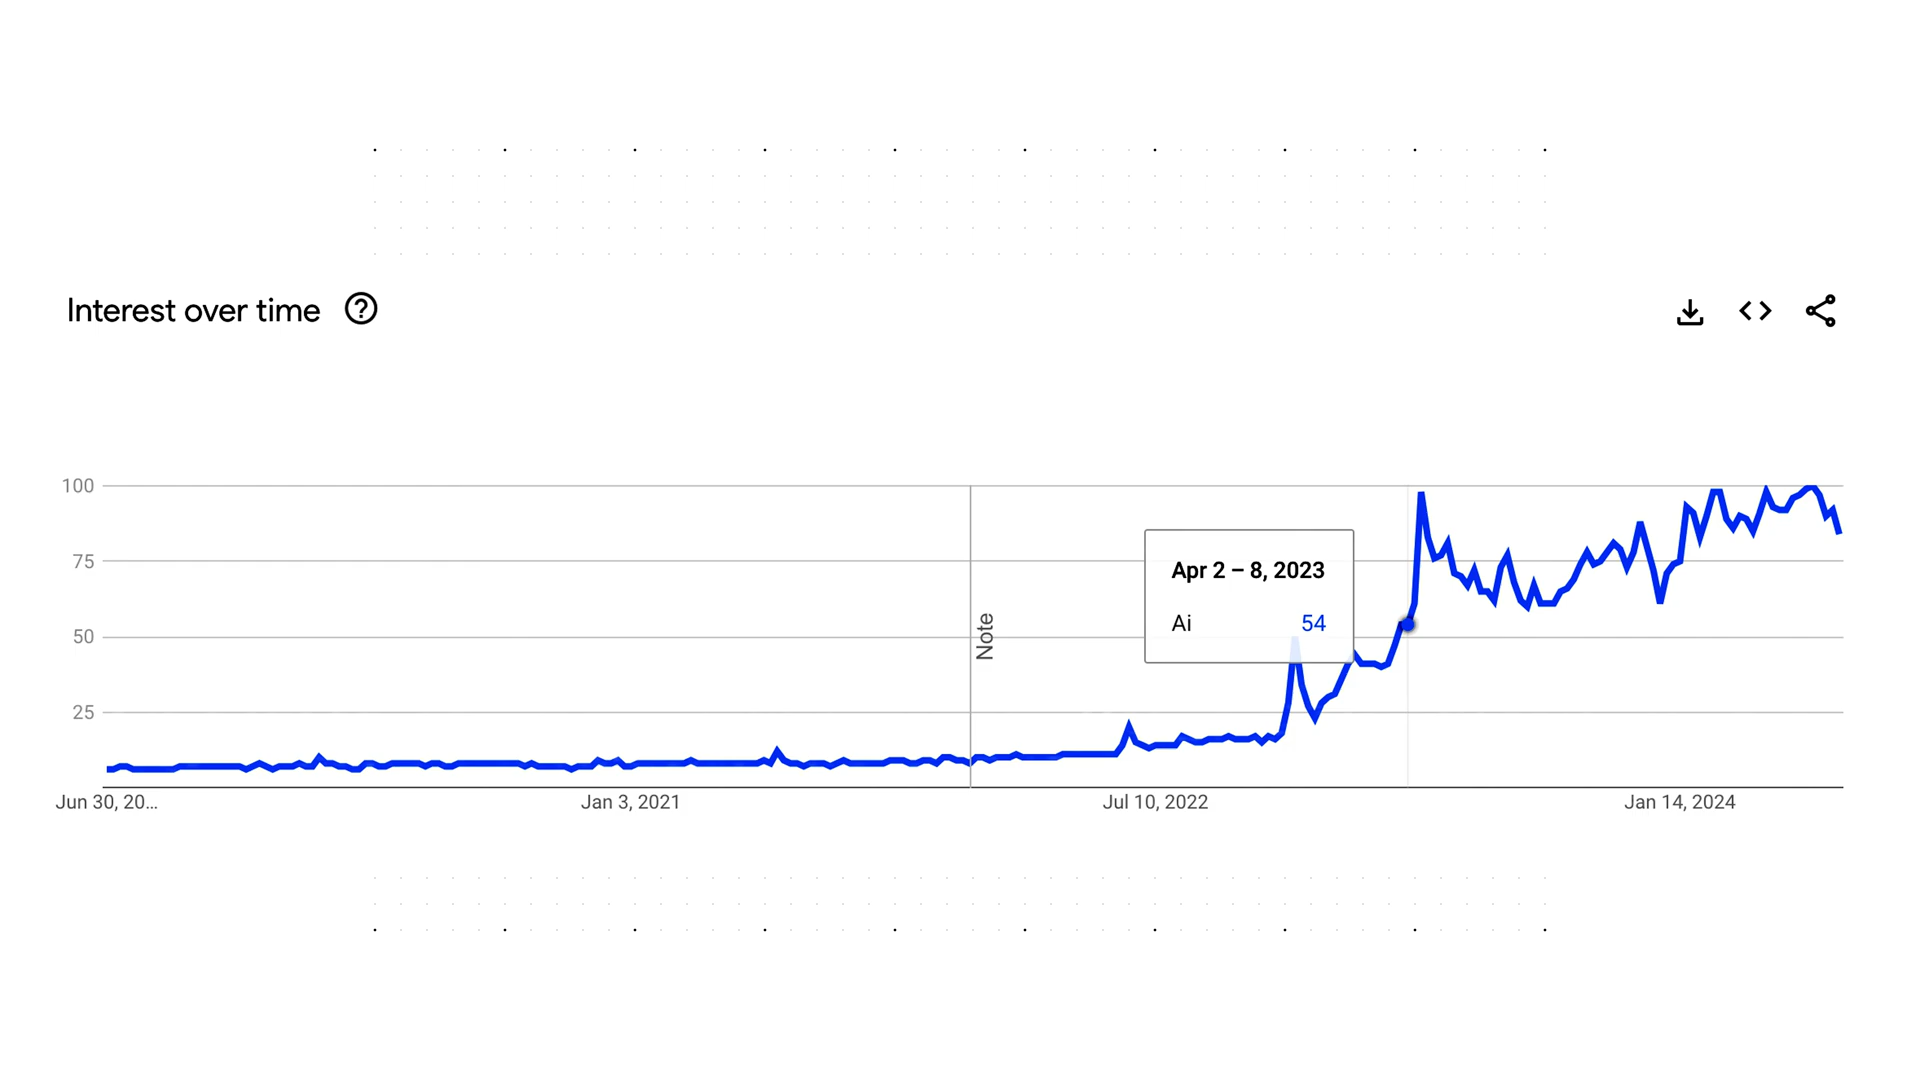 Interest over time
100
75
50
25
Note
Apr 2 – 8, 2023
Ai 54
Jun 30, 20...
Jan 3, 2021
Jul 10, 2022
Jan 14, 2024